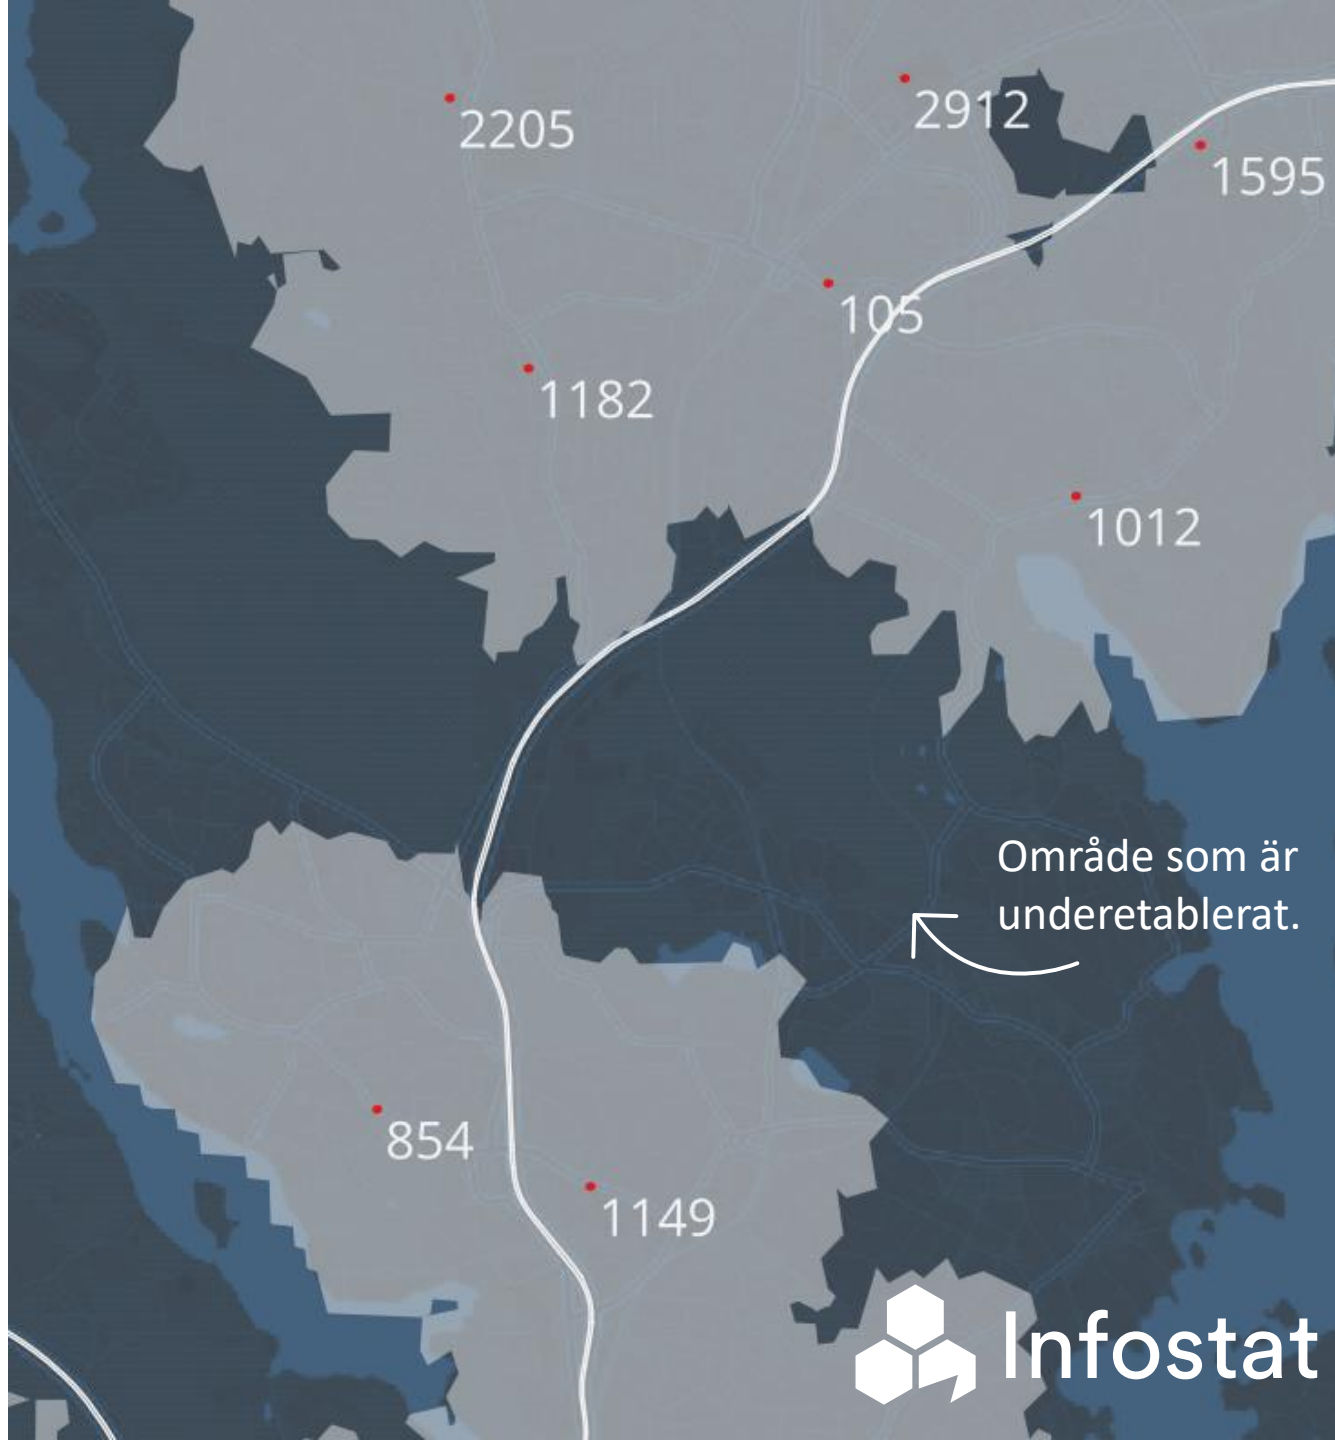 2912
2205
1595
105
1182
1012
Område som är
underetablerat.
854
1149
Infostat